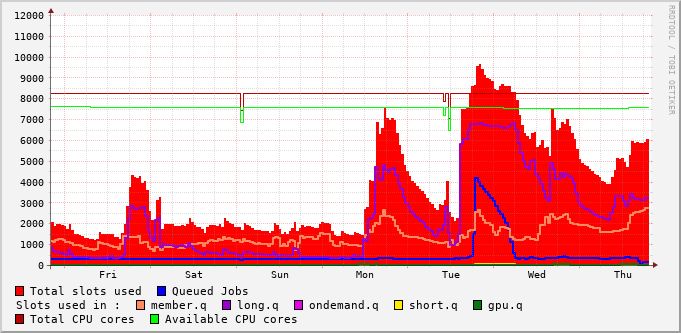 RRDTOOL / TOBI OETIKER
12000
11000
10000
9000
8000
7000
6000
5000
4000
3000
2000
1000
0
Fri Sat Sun Mon Tue Wed Thu
Total slots used Queued Jobs
Slots used in : member.q long.q ondemand.q short.q gpu.q
Total CPU cores Available CPU cores